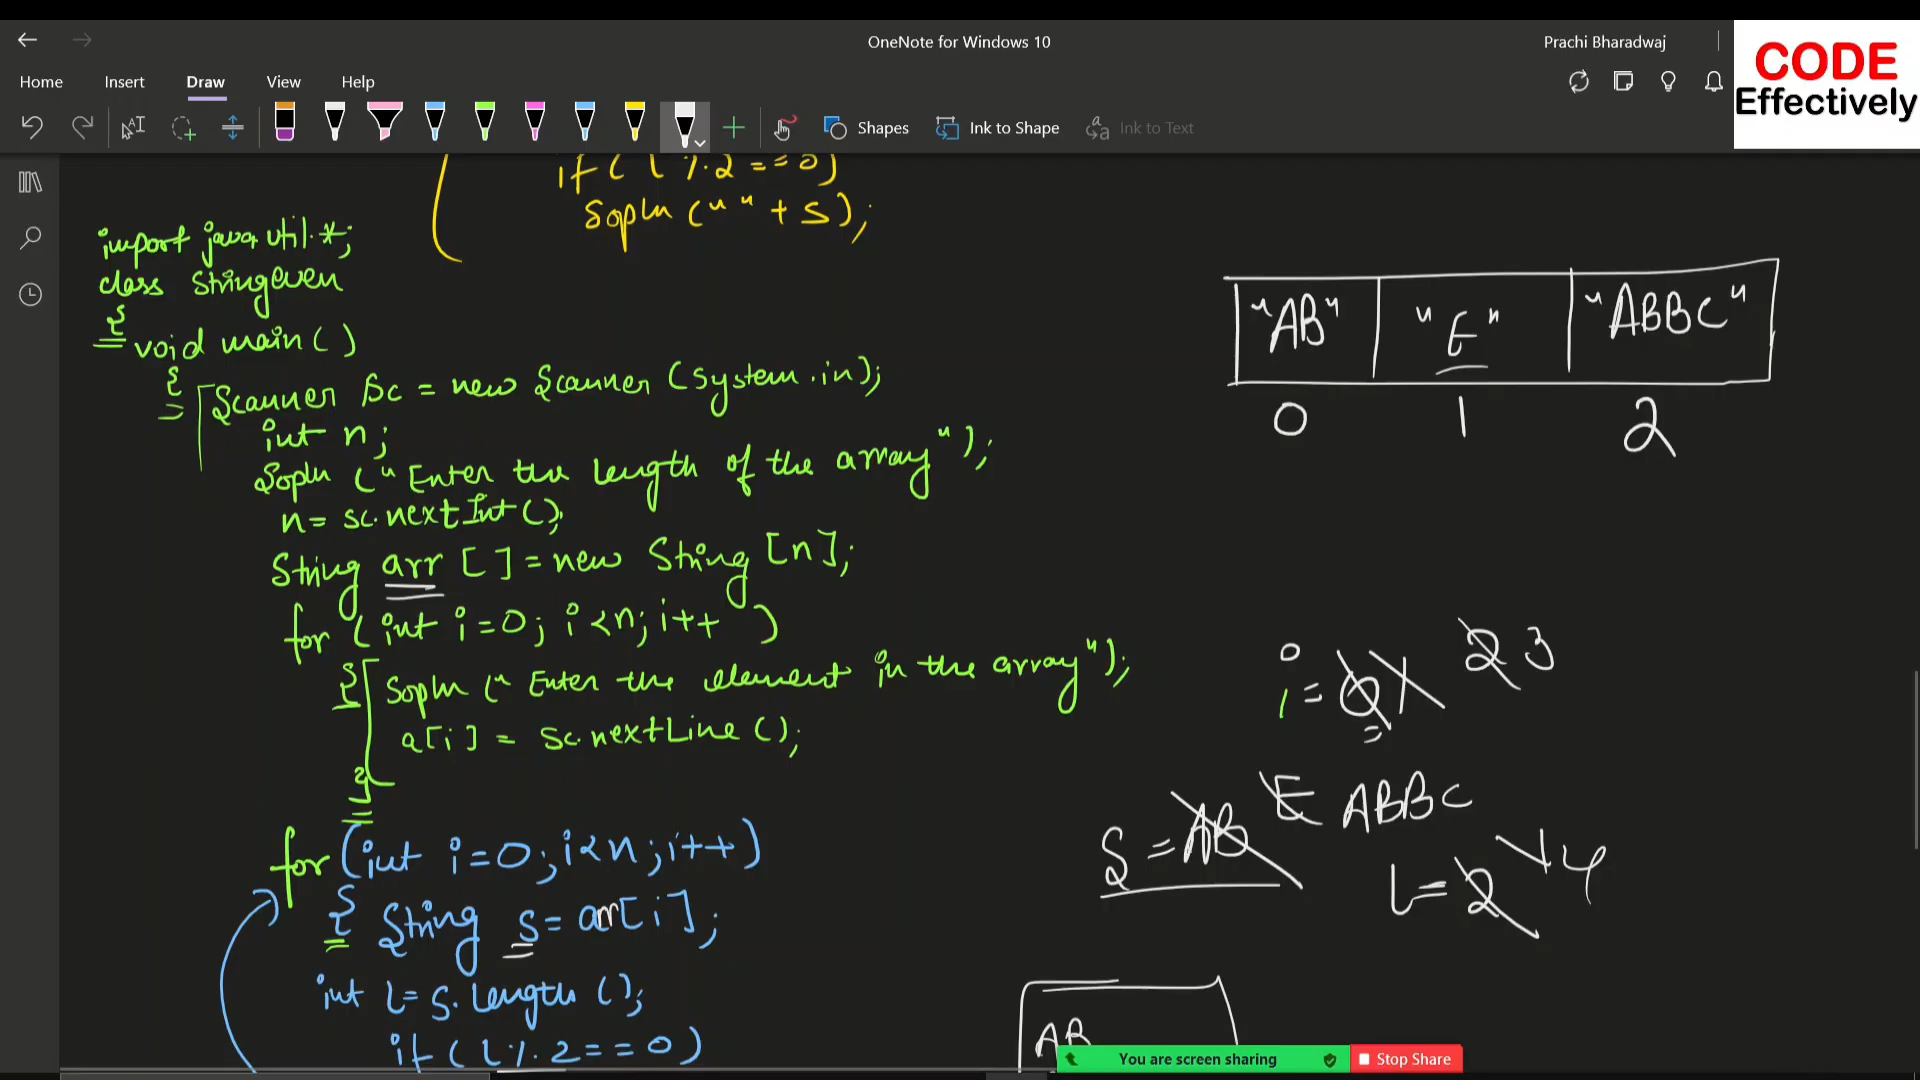 OneNote for Windows 10
Prachi Bharadwaj
CODE
Effectively
Home Insert Draw View Help
Shapes Ink to Shape Ink to Text
if ( l % 2 == 0)
Sopln (" " + s);
import java.util.*;
class StringEven
{
void main ( )
{
Scanner sc = new Scanner (System.in);
int n;
Sopln (" Enter the length of the array");
n= sc.nextInt();
String arr [ ] = new String [n];
for (int i=0; i<n; i++ )
{ Sopln (" Enter the element in the array");
a[i] = sc.nextLine ();
}
for (int i=0; i<n; i++)
{ String s= arr[i];
int l= s.length ();
if ( l % 2==0)
"AB" "E" "ABBC"
0 1 2
i = 0 1 2 3
S = AB E ABBC
l= 2 1 4
AB
You are screen sharing Stop Share